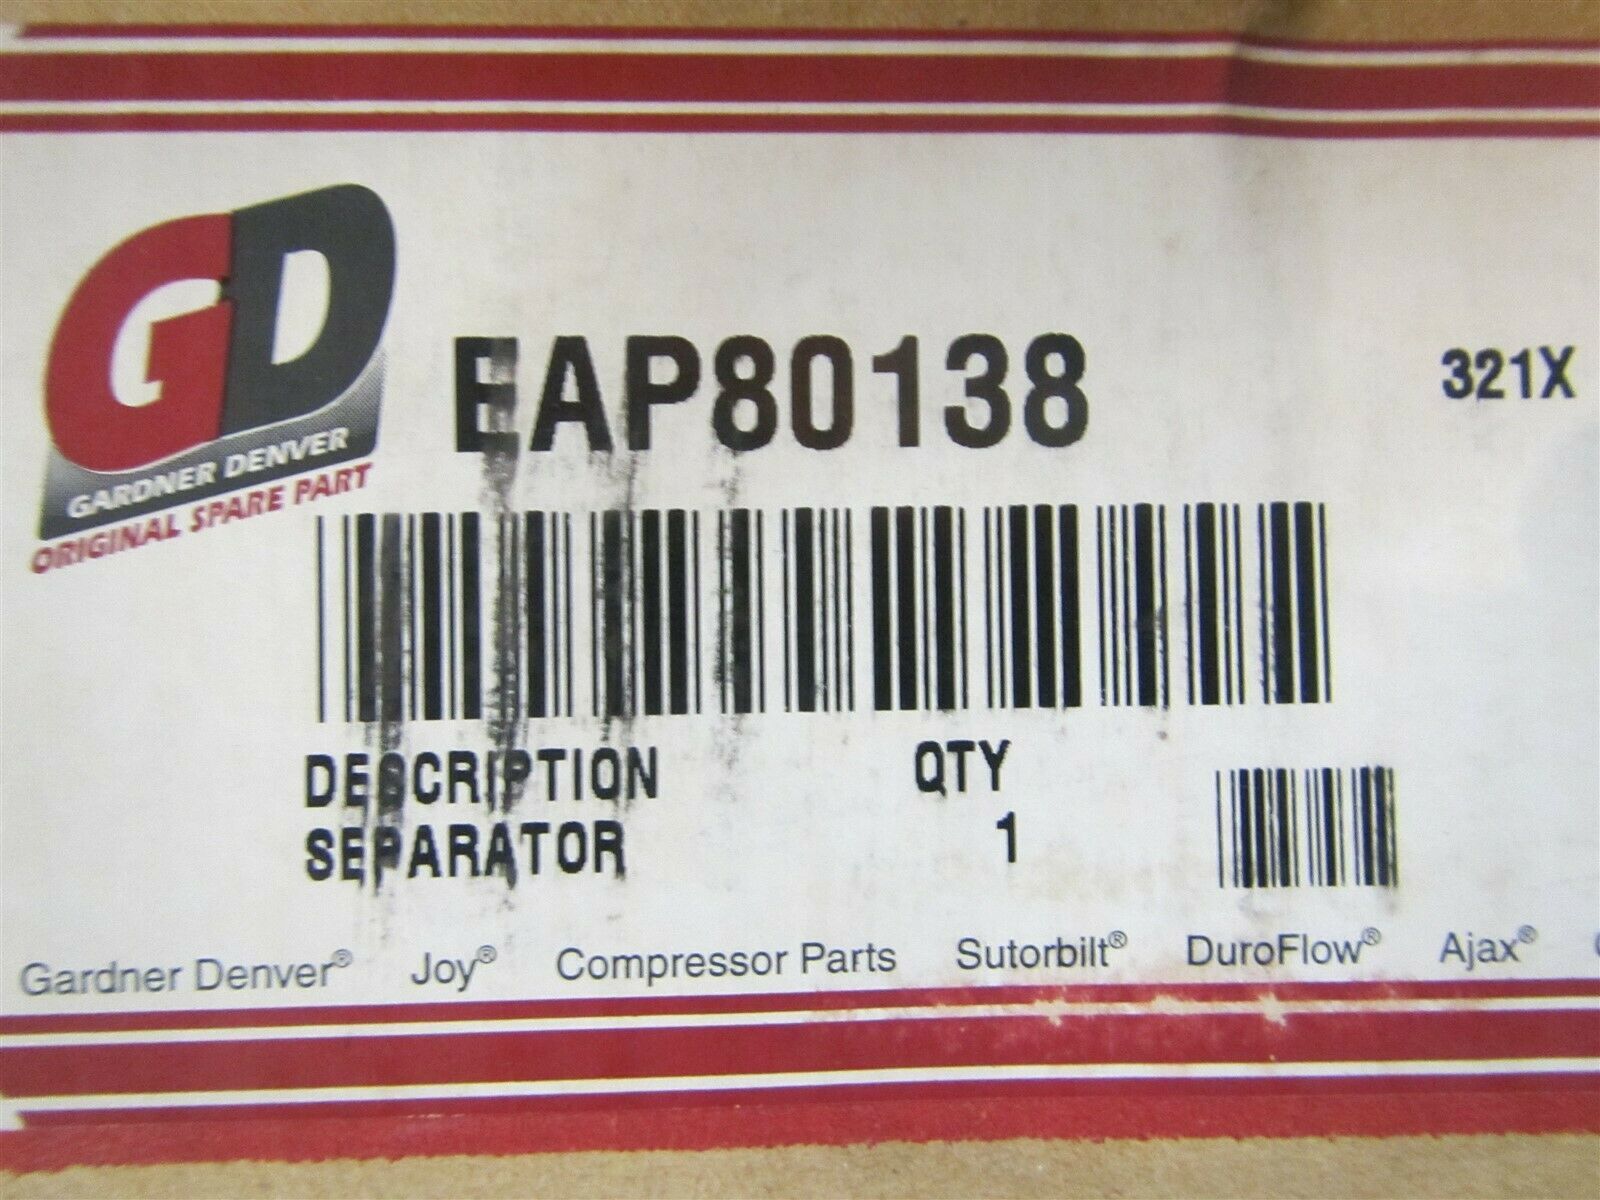 GD
GARDNER DENVER
ORIGINAL SPARE PART
EAP80138
321X
DESCRIPTION QTY
SEPARATOR 1
Gardner Denver® Joy® Compressor Parts Sutorbilt® DuroFlow® Ajax®